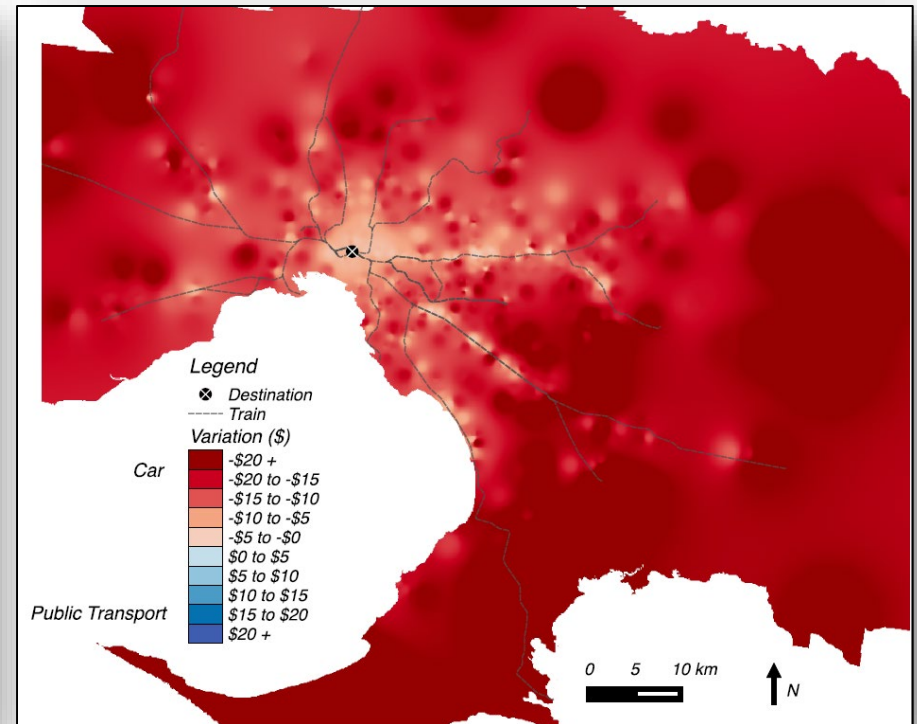 Legend
Destination
Train
Variation ($)
Car
-$20 +
-$20 to -$15
-$15 to -$10
-$10 to -$5
-$5 to -$0
$0 to $5
$5 to $10
$10 to $15
$15 to $20
Public Transport
$20 +
0 5 10 km
N